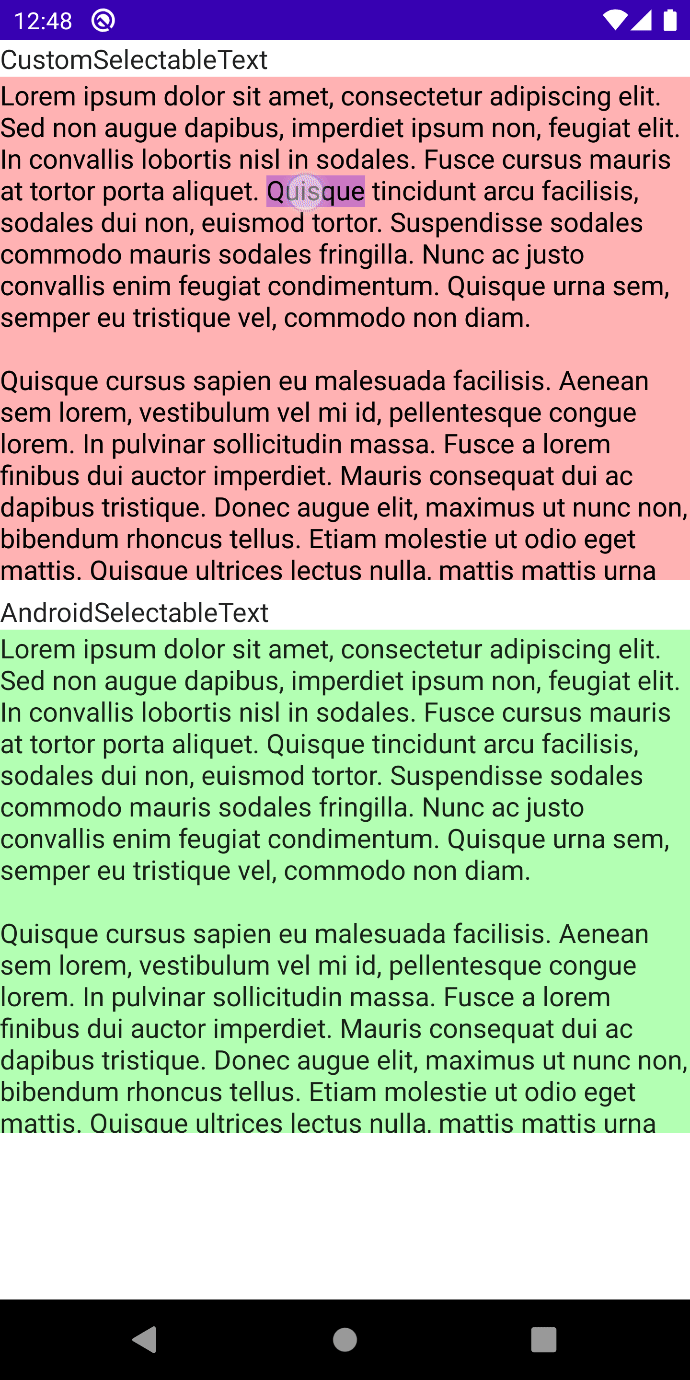 12:48
CustomSelectableText
Lorem ipsum dolor sit amet, consectetur adipiscing elit.
Sed non augue dapibus, imperdiet ipsum non, feugiat elit.
In convallis lobortis nisl in sodales. Fusce cursus mauris
at tortor porta aliquet. Quisque tincidunt arcu facilisis,
sodales dui non, euismod tortor. Suspendisse sodales
commodo mauris sodales fringilla. Nunc ac justo
convallis enim feugiat condimentum. Quisque urna sem,
semper eu tristique vel, commodo non diam.
Quisque cursus sapien eu malesuada facilisis. Aenean
sem lorem, vestibulum vel mi id, pellentesque congue
lorem. In pulvinar sollicitudin massa. Fusce a lorem
finibus dui auctor imperdiet. Mauris consequat dui ac
dapibus tristique. Donec augue elit, maximus ut nunc non,
bibendum rhoncus tellus. Etiam molestie ut odio eget
mattis. Quisque ultrices lectus nulla, mattis mattis urna
AndroidSelectableText
Lorem ipsum dolor sit amet, consectetur adipiscing elit.
Sed non augue dapibus, imperdiet ipsum non, feugiat elit.
In convallis lobortis nisl in sodales. Fusce cursus mauris
at tortor porta aliquet. Quisque tincidunt arcu facilisis,
sodales dui non, euismod tortor. Suspendisse sodales
commodo mauris sodales fringilla. Nunc ac justo
convallis enim feugiat condimentum. Quisque urna sem,
semper eu tristique vel, commodo non diam.
Quisque cursus sapien eu malesuada facilisis. Aenean
sem lorem, vestibulum vel mi id, pellentesque congue
lorem. In pulvinar sollicitudin massa. Fusce a lorem
finibus dui auctor imperdiet. Mauris consequat dui ac
dapibus tristique. Donec augue elit, maximus ut nunc non,
bibendum rhoncus tellus. Etiam molestie ut odio eget
mattis. Quisque ultrices lectus nulla, mattis mattis urna